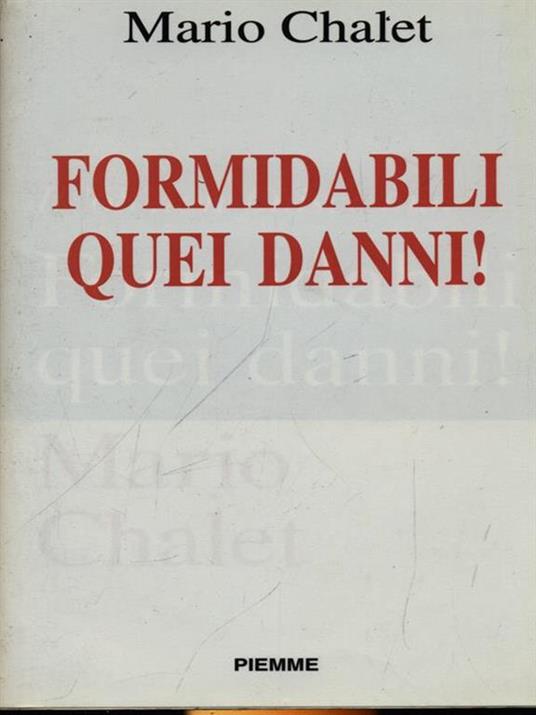 Mario Chalet
FORMIDABILI
QUEI DANNI!
Formidabili
quei danni!
Mario
Chalet
PIEMME